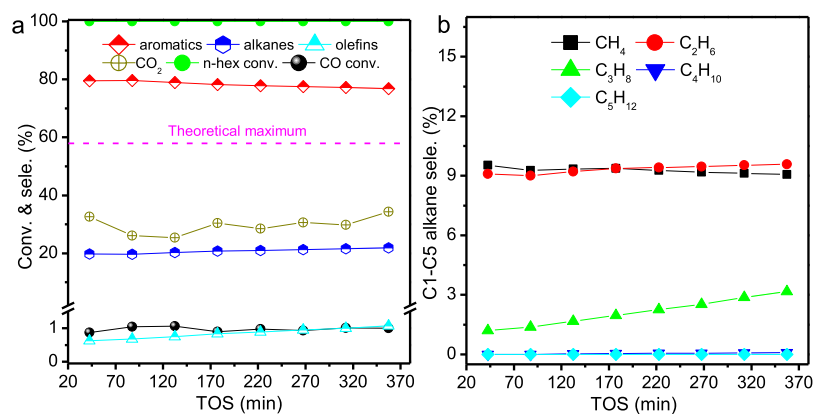 a
aromatics alkanes olefins
CO2 n-hex conv. CO conv.
Theoretical maximum
Conv. & sele. (%)
100
80
60
40
20
1
0
20 70 120 170 220 270 320 370
TOS (min)
b
CH4 C2H6
C3H8 C4H10
C5H12
C1-C5 alkane sele. (%)
15
12
9
6
3
0
20 70 120 170 220 270 320 370
TOS (min)